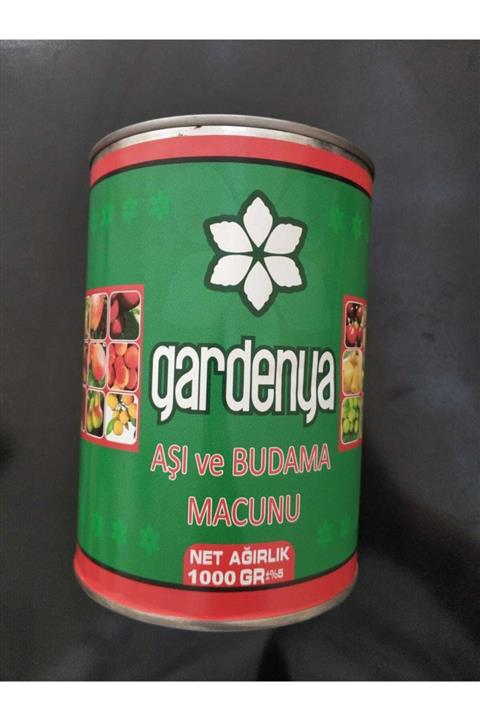 gardenya
AŞI ve BUDAMA
MACUNU
NET AĞIRLIK
1000 GR±%5